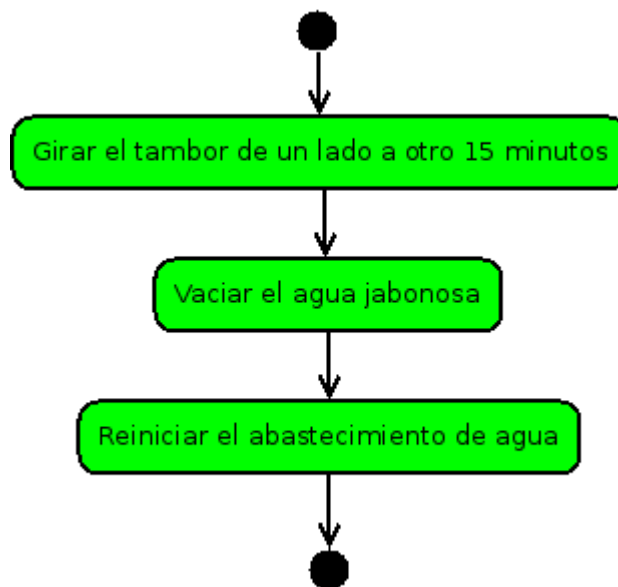 Girar el tambor de un lado a otro 15 minutos
Vaciar el agua jabonosa
Reiniciar el abastecimiento de agua